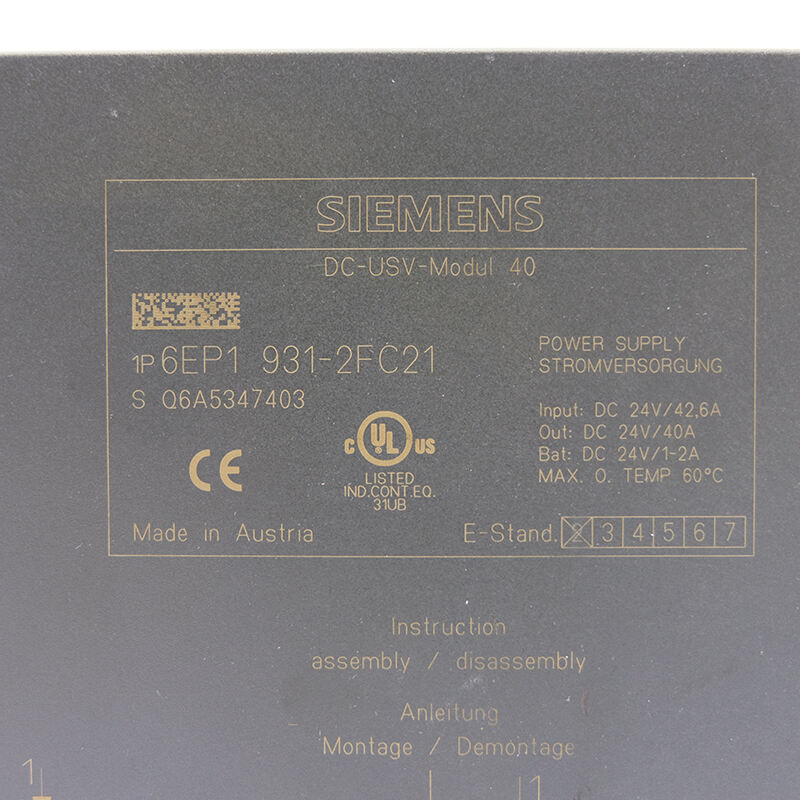 SIEMENS
DC-USV-Modul 40
1P 6EP1 931-2FC21
S Q6A5347403
POWER SUPPLY
STROMVERSORGUNG
Input: DC 24V/42,6A
Out: DC 24V/40A
Bat: DC 24V/1-2A
MAX. O. TEMP 60°C
C UL US
LISTED
IND.CONT.EQ.
31UB
CE
Made in Austria
E-Stand. 2 3 4 5 6 7
Instruction
assembly / disassembly
Anleitung
Montage / Demontage
1
1